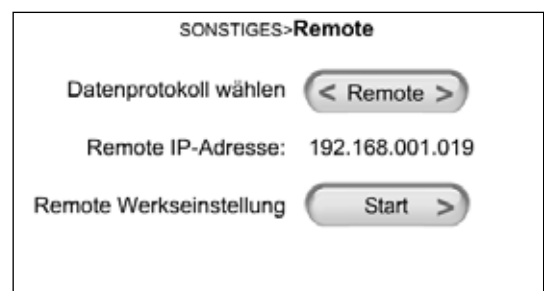 SONSTIGES>Remote
Datenprotokoll wählen < Remote >
Remote IP-Adresse: 192.168.001.019
Remote Werkseinstellung Start >